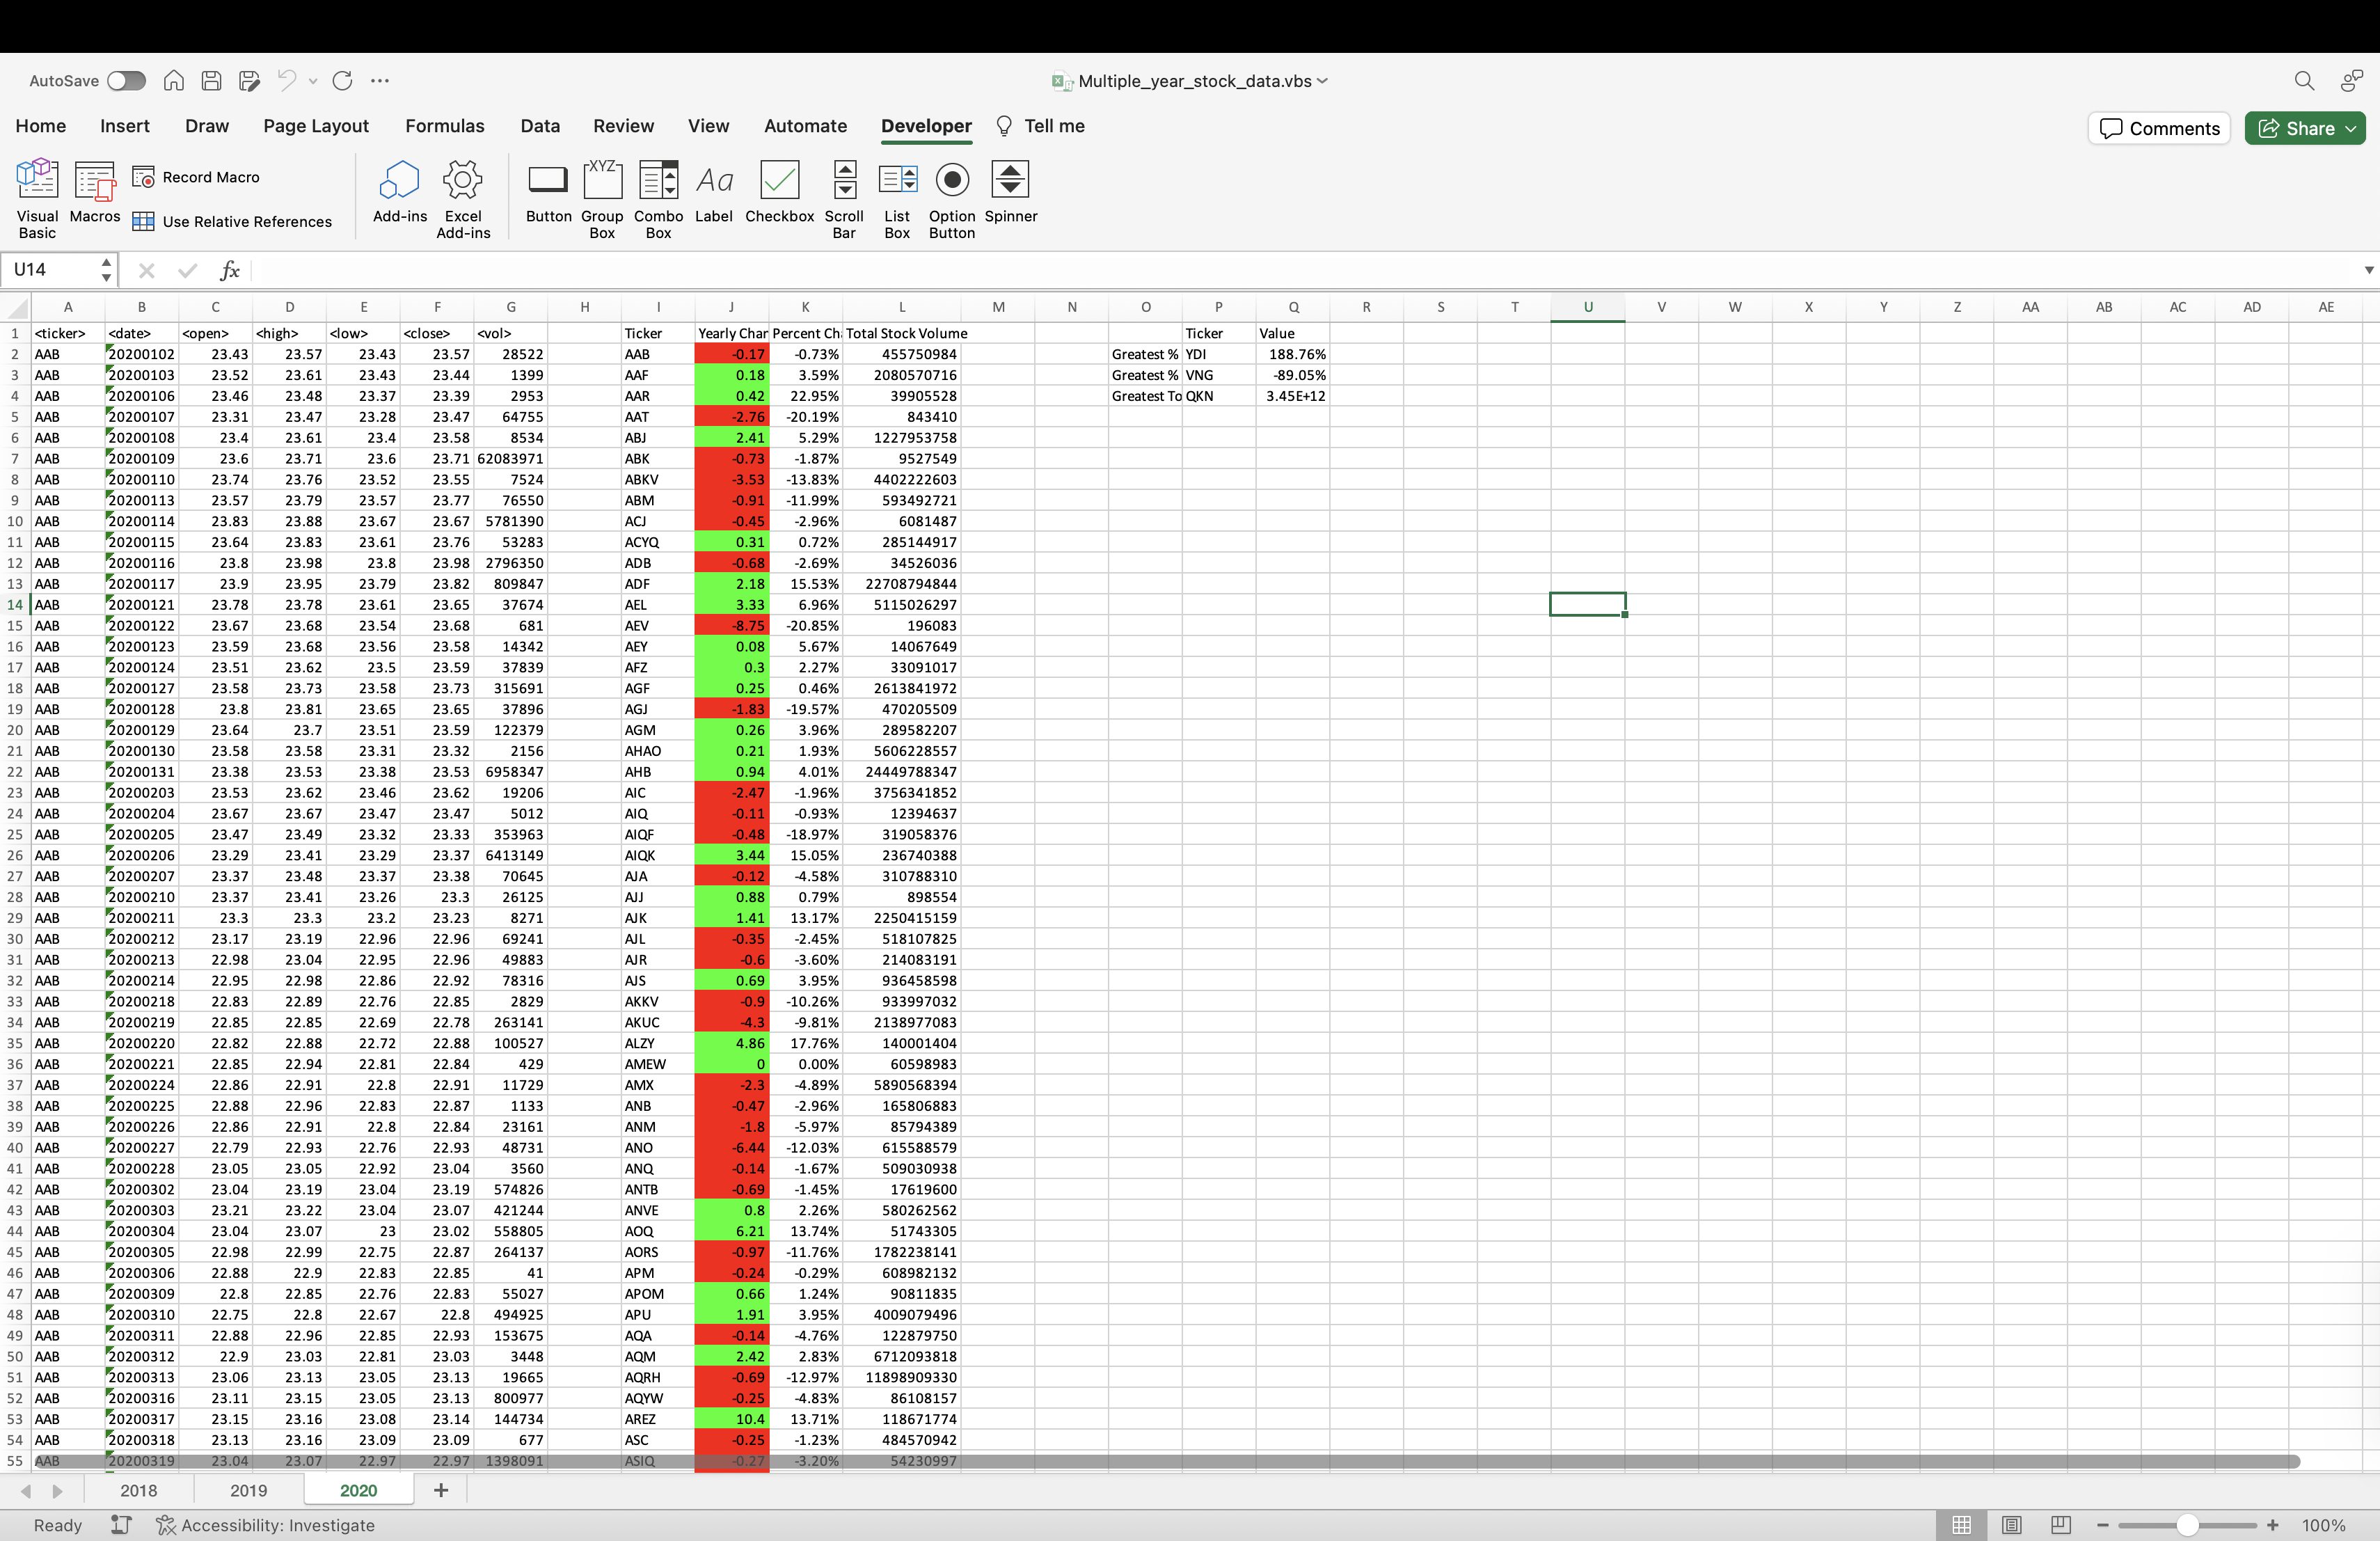 AutoSave Multiple_year_stock_data.vbs
Home Insert Draw Page Layout Formulas Data Review View Automate Developer Tell me Comments Share
Visual Basic Macros Record Macro Use Relative References Add-ins Excel Add-ins Button Group Box Combo Box Label Checkbox Scroll Bar List Box Option Button Spinner
XYZ Aa
U14 fx
A B C D E F G H I J K L M N O P Q R S T U V W X Y Z AA AB AC AD AE
1 <ticker> <date> <open> <high> <low> <close> <vol> Ticker Yearly Char Percent Ch Total Stock Volume Ticker Value
2 AAB 20200102 23.43 23.57 23.43 23.57 28522 AAB -0.17 -0.73% 455750984 Greatest % YDI 188.76%
3 AAB 20200103 23.52 23.61 23.43 23.44 1399 AAF 0.18 3.59% 2080570716 Greatest % VNG -89.05%
4 AAB 20200106 23.46 23.48 23.37 23.39 2953 AAR 0.42 22.95% 39905528 Greatest To QKN 3.45E+12
5 AAB 20200107 23.31 23.47 23.28 23.47 64755 AAT -2.76 -20.19% 843410
6 AAB 20200108 23.4 23.61 23.4 23.58 8534 ABJ 2.41 5.29% 1227953758
7 AAB 20200109 23.6 23.71 23.6 23.71 62083971 ABK -0.73 -1.87% 9527549
8 AAB 20200110 23.74 23.76 23.52 23.55 7524 ABKV -3.53 -13.83% 4402222603
9 AAB 20200113 23.57 23.79 23.57 23.77 76550 ABM -0.91 -11.99% 593492721
10 AAB 20200114 23.83 23.88 23.67 23.67 5781390 ACJ -0.45 -2.96% 6081487
11 AAB 20200115 23.64 23.83 23.61 23.76 53283 ACYQ 0.31 0.72% 285144917
12 AAB 20200116 23.8 23.98 23.8 23.98 2796350 ADB -0.68 -2.69% 34526036
13 AAB 20200117 23.9 23.95 23.79 23.82 809847 ADF 2.18 15.53% 22708794844
14 AAB 20200121 23.78 23.78 23.61 23.65 37674 AEL 3.33 6.96% 5115026297
15 AAB 20200122 23.67 23.68 23.54 23.68 681 AEV -8.75 -20.85% 196083
16 AAB 20200123 23.59 23.68 23.56 23.58 14342 AEY 0.08 5.67% 14067649
17 AAB 20200124 23.51 23.62 23.5 23.59 37839 AFZ 0.3 2.27% 33091017
18 AAB 20200127 23.58 23.73 23.58 23.73 315691 AGF 0.25 0.46% 2613841972
19 AAB 20200128 23.8 23.81 23.65 23.65 37896 AGJ -1.83 -19.57% 470205509
20 AAB 20200129 23.64 23.7 23.51 23.59 122379 AGM 0.26 3.96% 289582207
21 AAB 20200130 23.58 23.58 23.31 23.32 2156 AHAO 0.21 1.93% 5606228557
22 AAB 20200131 23.38 23.53 23.38 23.53 6958347 AHB 0.94 4.01% 24449788347
23 AAB 20200203 23.53 23.62 23.46 23.62 19206 AIC -2.47 -1.96% 3756341852
24 AAB 20200204 23.67 23.67 23.47 23.47 5012 AIQ -0.11 -0.93% 12394637
25 AAB 20200205 23.47 23.49 23.32 23.33 353963 AIQF -0.48 -18.97% 319058376
26 AAB 20200206 23.29 23.41 23.29 23.37 6413149 AIQK 3.44 15.05% 236740388
27 AAB 20200207 23.37 23.48 23.37 23.38 70645 AJA -0.12 -4.58% 310788310
28 AAB 20200210 23.37 23.41 23.26 23.3 26125 AJJ 0.88 0.79% 898554
29 AAB 20200211 23.3 23.3 23.2 23.23 8271 AJK 1.41 13.17% 2250415159
30 AAB 20200212 23.17 23.19 22.96 22.96 69241 AJL -0.35 -2.45% 518107825
31 AAB 20200213 22.98 23.04 22.95 22.96 49883 AJR -0.6 -3.60% 214083191
32 AAB 20200214 22.95 22.98 22.86 22.92 78316 AJS 0.69 3.95% 936458598
33 AAB 20200218 22.83 22.89 22.76 22.85 2829 AKKV -0.9 -10.26% 933997032
34 AAB 20200219 22.85 22.85 22.69 22.78 263141 AKUC -4.3 -9.81% 2138977083
35 AAB 20200220 22.82 22.88 22.72 22.88 100527 ALZY 4.86 17.76% 140001404
36 AAB 20200221 22.85 22.94 22.81 22.84 429 AMEW 0 0.00% 60598983
37 AAB 20200224 22.86 22.91 22.8 22.91 11729 AMX -2.3 -4.89% 5890568394
38 AAB 20200225 22.88 22.96 22.83 22.87 1133 ANB -0.47 -2.96% 165806883
39 AAB 20200226 22.86 22.91 22.8 22.84 23161 ANM -1.8 -5.97% 85794389
40 AAB 20200227 22.79 22.93 22.76 22.93 48731 ANO -6.44 -12.03% 615588579
41 AAB 20200228 23.05 23.05 22.92 23.04 3560 ANQ -0.14 -1.67% 509030938
42 AAB 20200302 23.04 23.19 23.04 23.19 574826 ANTB -0.69 -1.45% 17619600
43 AAB 20200303 23.21 23.22 23.04 23.07 421244 ANVE 0.8 2.26% 580262562
44 AAB 20200304 23.04 23.07 23 23.02 558805 AOQ 6.21 13.74% 51743305
45 AAB 20200305 22.98 22.99 22.75 22.87 264137 AORS -0.97 -11.76% 1782238141
46 AAB 20200306 22.88 22.9 22.83 22.85 41 APM -0.24 -0.29% 608982132
47 AAB 20200309 22.8 22.85 22.76 22.83 55027 APOM 0.66 1.24% 90811835
48 AAB 20200310 22.75 22.8 22.67 22.8 494925 APU 1.91 3.95% 4009079496
49 AAB 20200311 22.88 22.96 22.85 22.93 153675 AQA -0.14 -4.76% 122879750
50 AAB 20200312 22.9 23.03 22.81 23.03 3448 AQM 2.42 2.83% 6712093818
51 AAB 20200313 23.06 23.13 23.05 23.13 19665 AQRH -0.69 -12.97% 11898909330
52 AAB 20200316 23.11 23.15 23.05 23.13 800977 AQYW -0.25 -4.83% 86108157
53 AAB 20200317 23.15 23.16 23.08 23.14 144734 AREZ 10.4 13.71% 118671774
54 AAB 20200318 23.13 23.16 23.09 23.09 677 ASC -0.25 -1.23% 484570942
55 AAB 20200319 23.04 23.07 22.97 22.97 1398091 ASIQ -0.27 -3.20% 54230997
2018 2019 2020 +
Ready Accessibility: Investigate 100%